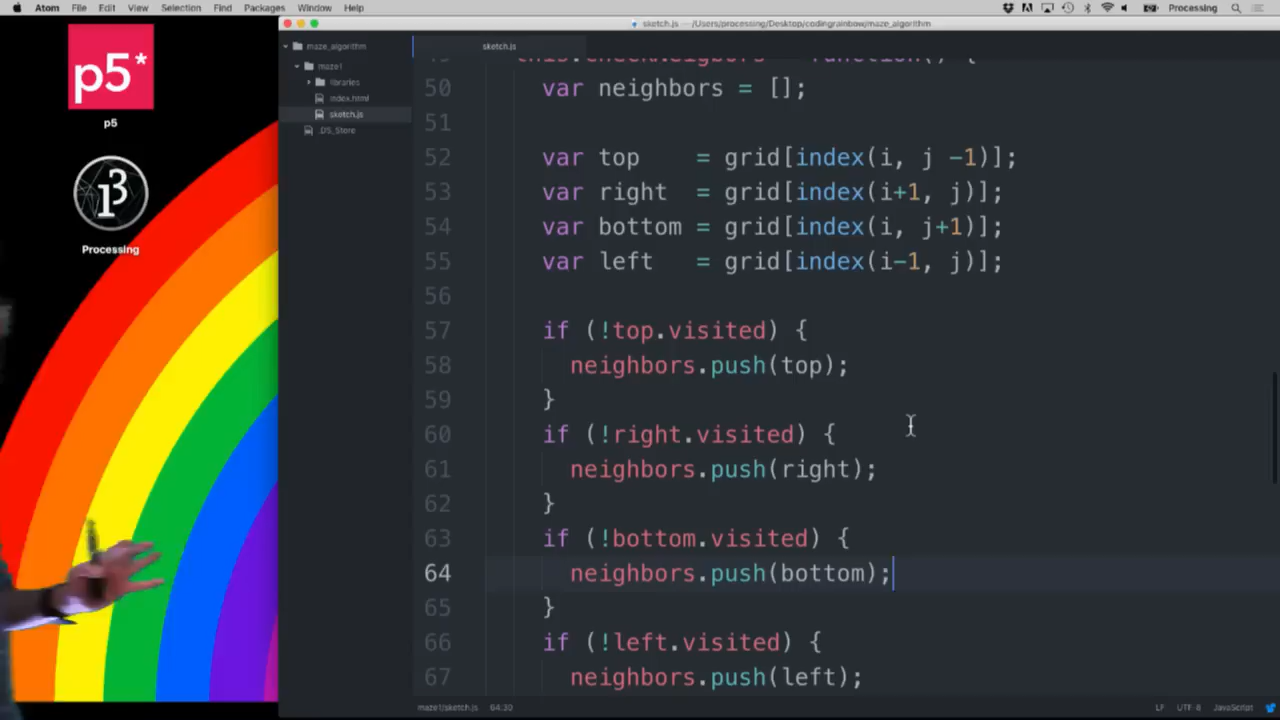 Atom File Edit View Selection Find Packages Window Help Processing
sketch.js — /Users/processing/Desktop/codingrainbow/maze_algorithm
p5*
p5
Processing
maze_algorithm
maze1
libraries
index.html
sketch.js
.DS_Store
sketch.js
50 var neighbors = [];
51
52 var top = grid[index(i, j -1)];
53 var right = grid[index(i+1, j)];
54 var bottom = grid[index(i, j+1)];
55 var left = grid[index(i-1, j)];
56
57 if (!top.visited) {
58 neighbors.push(top);
59 }
60 if (!right.visited) {
61 neighbors.push(right);
62 }
63 if (!bottom.visited) {
64 neighbors.push(bottom);
65 }
66 if (!left.visited) {
67 neighbors.push(left);
maze1/sketch.js 64:30 LF UTF-8 JavaScript